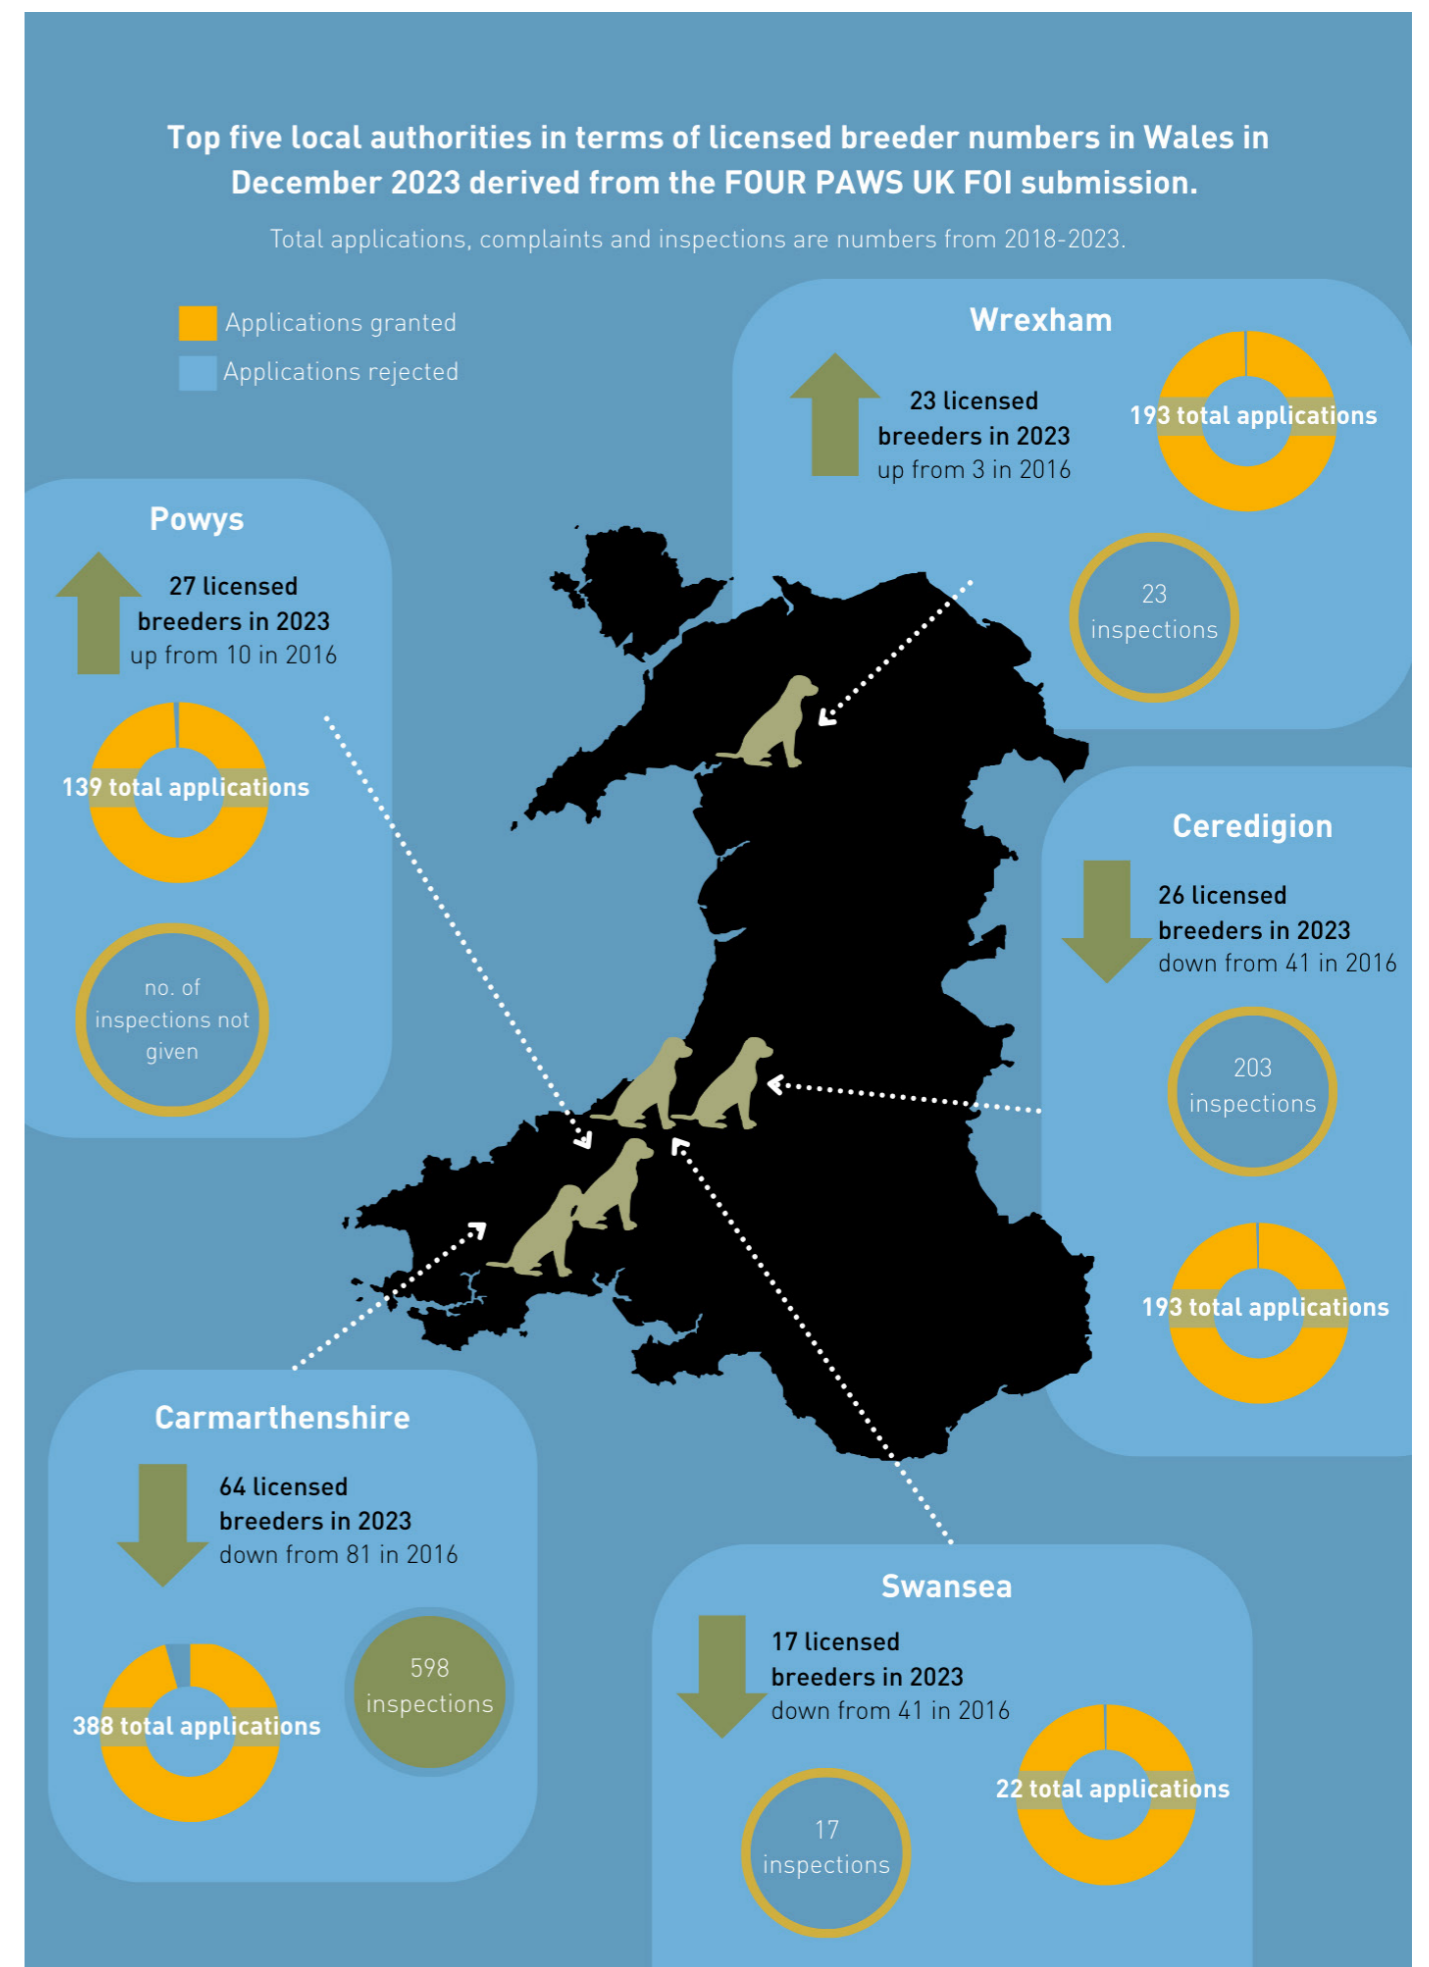 Top five local authorities in terms of licensed breeder numbers in Wales in
December 2023 derived from the FOUR PAWS UK FOI submission.
Total applications, complaints and inspections are numbers from 2018-2023.
Applications granted
Applications rejected
Wrexham
23 licensed
breeders in 2023
up from 3 in 2016
193 total applications
23
inspections
Powys
27 licensed
breeders in 2023
up from 10 in 2016
139 total applications
no. of
inspections not
given
Ceredigion
26 licensed
breeders in 2023
down from 41 in 2016
203
inspections
193 total applications
Carmarthenshire
64 licensed
breeders in 2023
down from 81 in 2016
598
inspections
388 total applications
Swansea
17 licensed
breeders in 2023
down from 41 in 2016
22 total applications
17
inspections